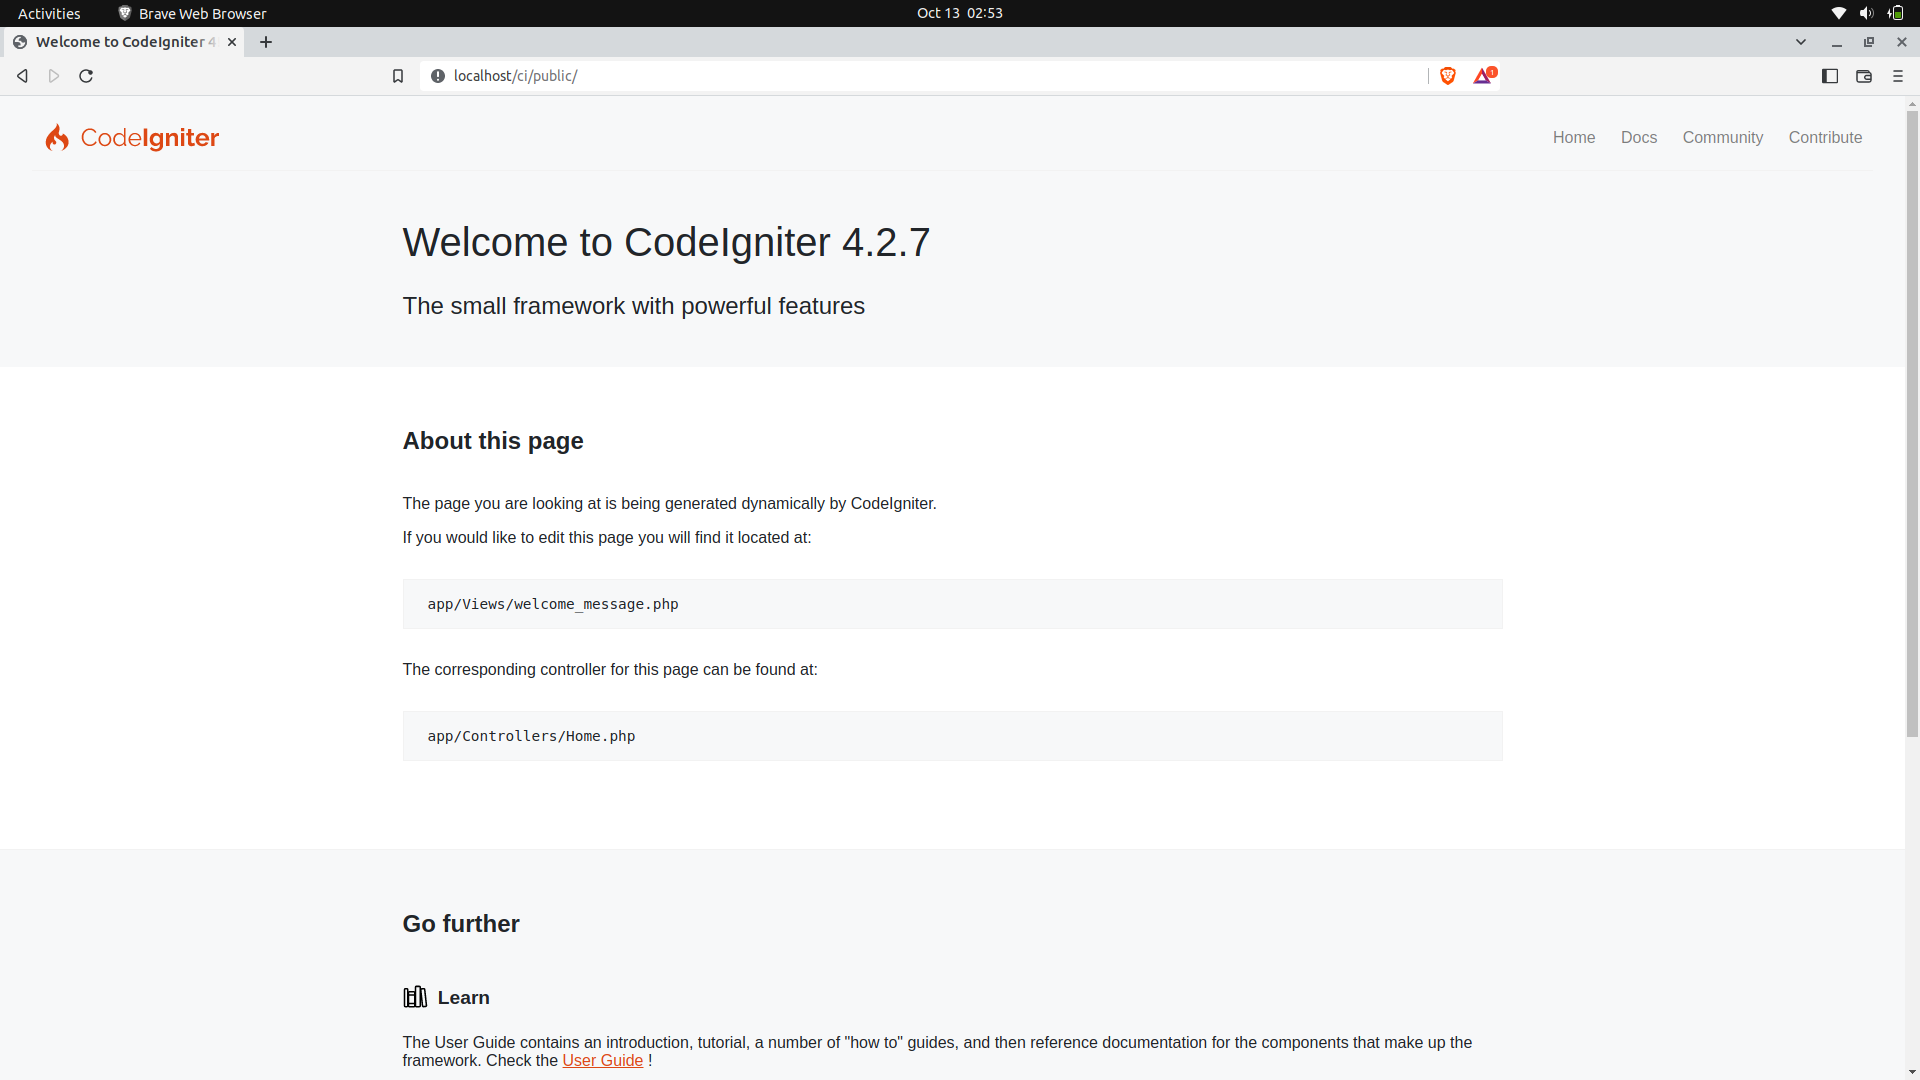 Activities
Brave Web Browser
Oct 13 02:53
Welcome to CodeIgniter 4
localhost/ci/public/
1
CodeIgniter
Home Docs Community Contribute
Welcome to CodeIgniter 4.2.7
The small framework with powerful features
About this page
The page you are looking at is being generated dynamically by CodeIgniter.
If you would like to edit this page you will find it located at:
app/Views/welcome_message.php
The corresponding controller for this page can be found at:
app/Controllers/Home.php
Go further
Learn
The User Guide contains an introduction, tutorial, a number of "how to" guides, and then reference documentation for the components that make up the
framework. Check the User Guide !